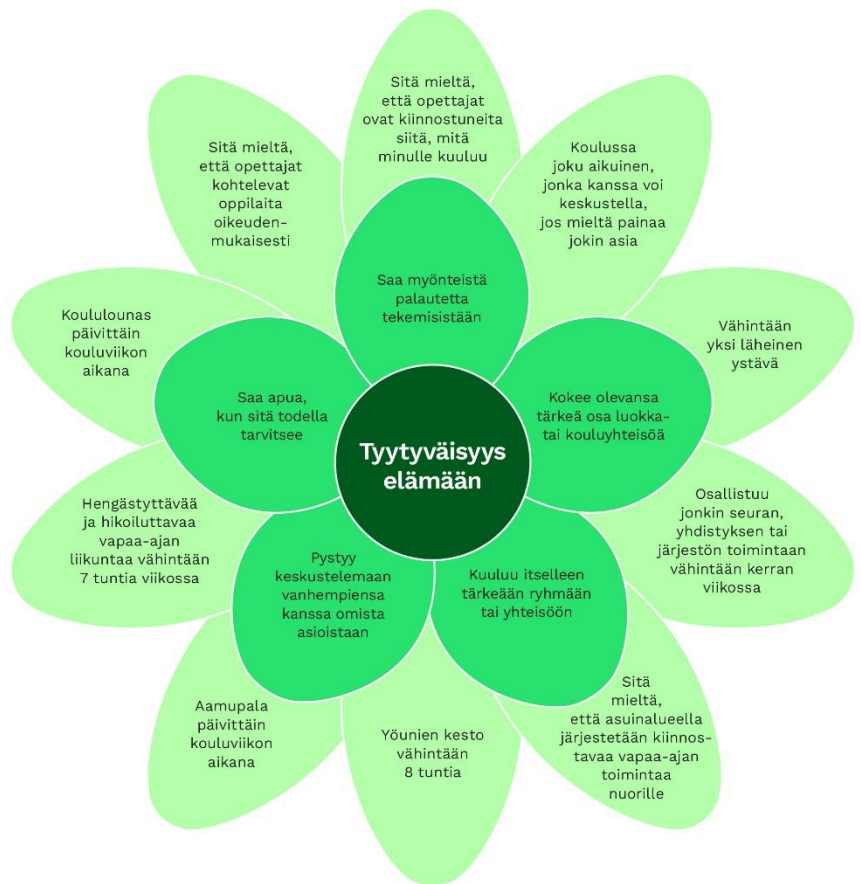 Sitä mieltä,
että opettajat
ovat kiinnostuneita
siitä, mitä
minulle kuuluu
Koulussa
joku aikuinen,
jonka kanssa voi
keskustella,
jos mieltä painaa
jokin asia
Vähintään
yksi läheinen
ystävä
Osallistuu
jonkin seuran,
yhdistyksen tai
järjestön toimintaan
vähintään kerran
viikossa
Sitä
mieltä,
että asuinalueella
järjestetään kiinnos-
tavaa vapaa-ajan
toimintaa
nuorille
Yöunien kesto
vähintään
8 tuntia
Aamupala
päivittäin
kouluviikon
aikana
Hengästyttävää
ja hikoiluttavaa
vapaa-ajan
liikuntaa vähintään
7 tuntia viikossa
Koululounas
päivittäin
kouluviikon
aikana
Sitä mieltä,
että opettajat
kohtelevat
oppilaita
oikeuden-
mukaisesti
Saa myönteistä
palautetta
tekemisistään
Kokee olevansa
tärkeä osa luokka-
tai kouluyhteisöä
Kuuluu itselleen
tärkeään ryhmään
tai yhteisöön
Pystyy
keskustelemaan
vanhempiensa
kanssa omista
asioistaan
Saa apua,
kun sitä todella
tarvitsee
Tyytyväisyys
elämään